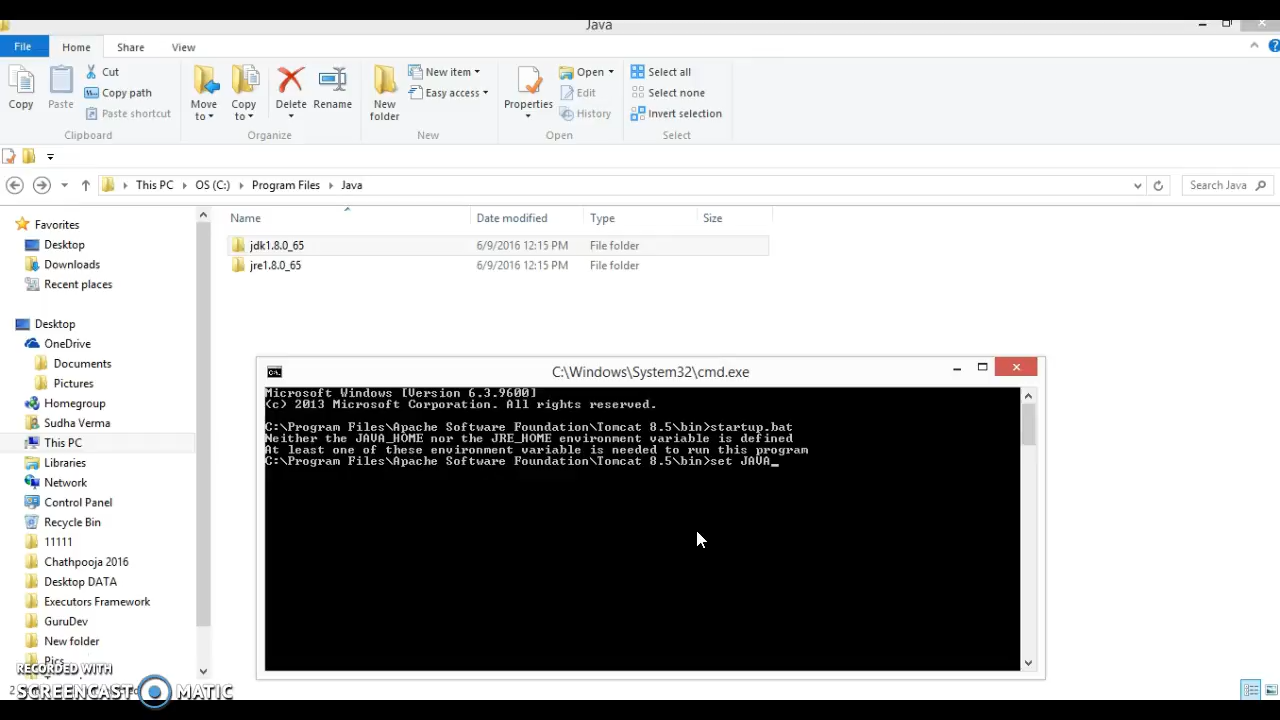 Java
File Home Share View
Copy
Paste
Cut
Copy path
Paste shortcut
Clipboard
Move to
Copy to
Delete
Rename
Organize
New folder
New item
Easy access
New
Properties
Open
Edit
History
Open
Select all
Select none
Invert selection
Select
This PC OS (C:) Program Files Java
Search Java
Name Date modified Type Size
jdk1.8.0_65 6/9/2016 12:15 PM File folder
jre1.8.0_65 6/9/2016 12:15 PM File folder
Favorites
Desktop
Downloads
Recent places
Desktop
OneDrive
Documents
Pictures
Homegroup
Sudha Verma
This PC
Libraries
Network
Control Panel
Recycle Bin
11111
Chathpooja 2016
Desktop DATA
Executors Framework
GuruDev
New folder
Pics
C:\Windows\System32\cmd.exe
Microsoft Windows [Version 6.3.9600]
(c) 2013 Microsoft Corporation. All rights reserved.
C:\Program Files\Apache Software Foundation\Tomcat 8.5\bin>startup.bat
Neither the JAVA_HOME nor the JRE_HOME environment variable is defined
At least one of these environment variable is needed to run this program
C:\Program Files\Apache Software Foundation\Tomcat 8.5\bin>set JAVA_
RECORDED WITH
SCREENCAST MATIC